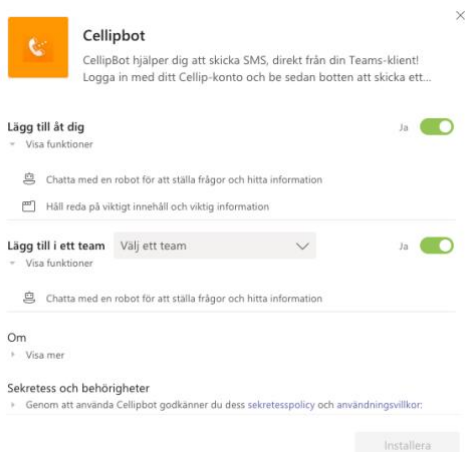 Cellipbot
CellipBot hjälper dig att skicka SMS, direkt från din Teams-klient!
Logga in med ditt Cellip-konto och be sedan botten att skicka ett...
Lägg till åt dig
Ja
Visa funktioner
Chatta med en robot för att ställa frågor och hitta information
Håll reda på viktigt innehåll och viktig information
Lägg till i ett team Välj ett team
Ja
Visa funktioner
Chatta med en robot för att ställa frågor och hitta information
Om
Visa mer
Sekretess och behörigheter
Genom att använda Cellipbot godkänner du dess sekretesspolicy och användningsvillkor:
Installera